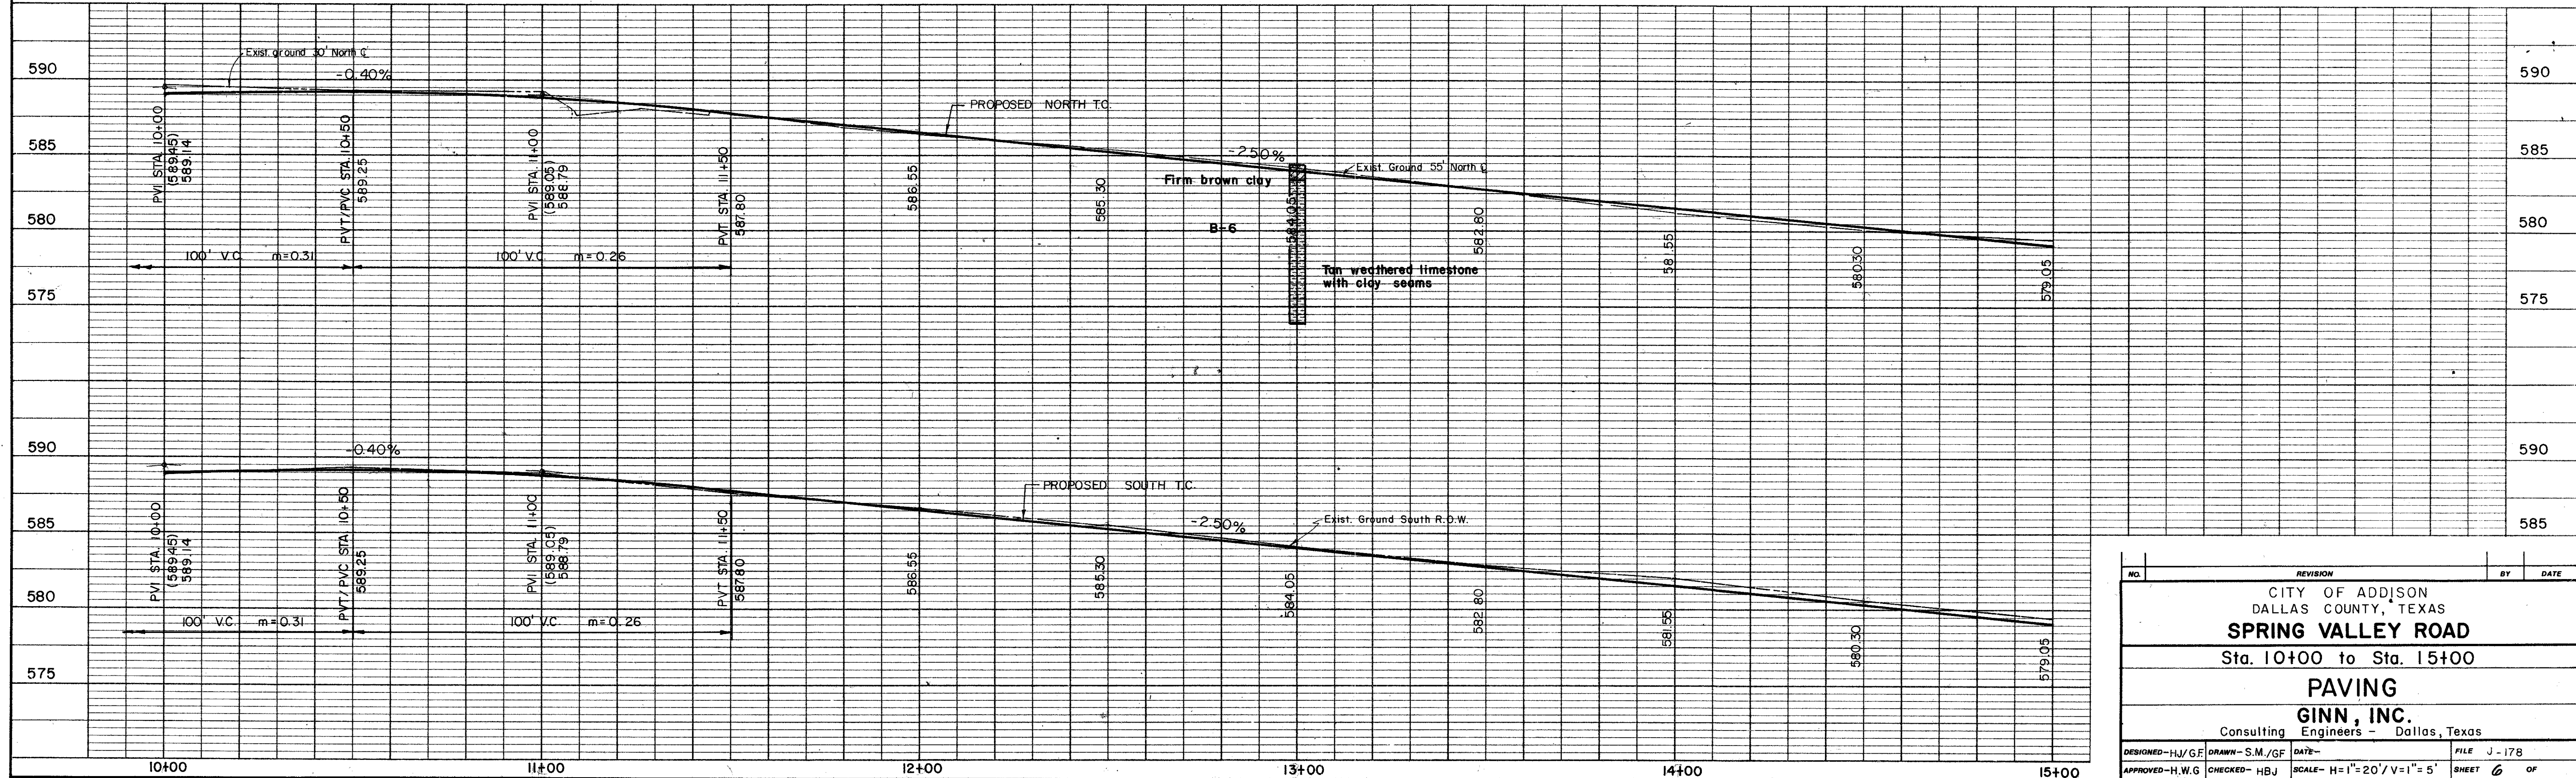 Exist. ground 30' North ℄
590
-0.40%
590
PVI STA. 10+00
(589.45)
589.14
PVT/PVC STA. 10+50
589.25
PVI STA. 11+00
(589.05)
588.79
PVT STA. 11+50
587.80
PROPOSED NORTH T.C.
586.55
585.30
-2.50%
Exist. Ground 55' North ℄
585
585
Firm brown clay
584.05
B-6
582.80
581.55
580.30
579.05
580
580
100' V.C. m=0.31
100' V.C. m=0.26
Tan weathered limestone
with clay seams
575
575
590
-0.40%
590
PVI STA. 10+00
(589.45)
589.14
PVT/PVC STA. 10+50
589.25
PVI STA. 11+00
(589.05)
588.79
PVT STA. 11+50
587.80
PROPOSED SOUTH T.C.
-2.50%
Exist. Ground South R.O.W.
585
585
586.55
585.30
584.05
582.80
581.55
580.30
579.05
580
100' V.C. m=0.31
100' V.C. m=0.26
575
10+00 11+00 12+00 13+00 14+00 15+00
NO. REVISION BY DATE
CITY OF ADDISON
DALLAS COUNTY, TEXAS
SPRING VALLEY ROAD
Sta. 10+00 to Sta. 15+00
PAVING
GINN, INC.
Consulting Engineers - Dallas, Texas
DESIGNED-HJ/GF DRAWN-S.M./GF DATE- FILE J-178
APPROVED-H.W.G CHECKED-HBJ SCALE-H=1"=20'/V=1"=5' SHEET 6 OF